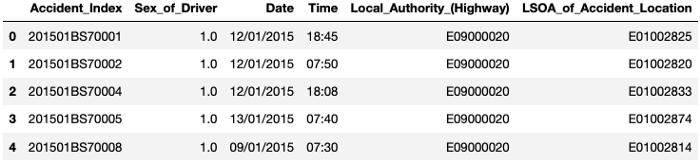 Accident_Index Sex_of_Driver Date Time Local_Authority_(Highway) LSOA_of_Accident_Location
0 201501BS70001 1.0 12/01/2015 18:45 E09000020 E01002825
1 201501BS70002 1.0 12/01/2015 07:50 E09000020 E01002820
2 201501BS70004 1.0 12/01/2015 18:08 E09000020 E01002833
3 201501BS70005 1.0 13/01/2015 07:40 E09000020 E01002874
4 201501BS70008 1.0 09/01/2015 07:30 E09000020 E01002814